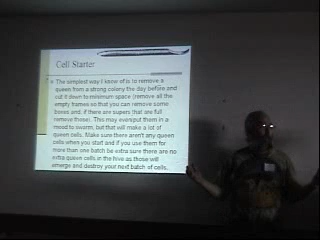 Cell Starter
The simplest way I know of is to remove a
queen from a strong colony the day before and
cut it down to minimum space (remove all the
empty frames so that you can remove some
boxes and, if there are supers that are full
remove those). This may even put them in a
mood to swarm, but that will make a lot of
queen cells. Make sure there aren't any queen
cells when you start and if you use them for
more than one batch be extra sure there are no
extra queen cells in the hive as those will
emerge and destroy your next batch of cells.